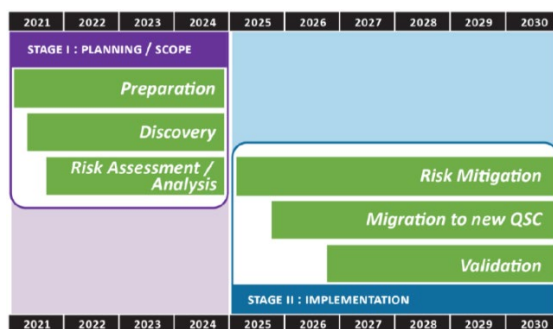 2021 2022 2023 2024 2025 2026 2027 2028 2029 2030
STAGE I : PLANNING / SCOPE
Preparation
Discovery
Risk Assessment /
Analysis
Risk Mitigation
Migration to new QSC
Validation
STAGE II : IMPLEMENTATION
2021 2022 2023 2024 2025 2026 2027 2028 2029 2030